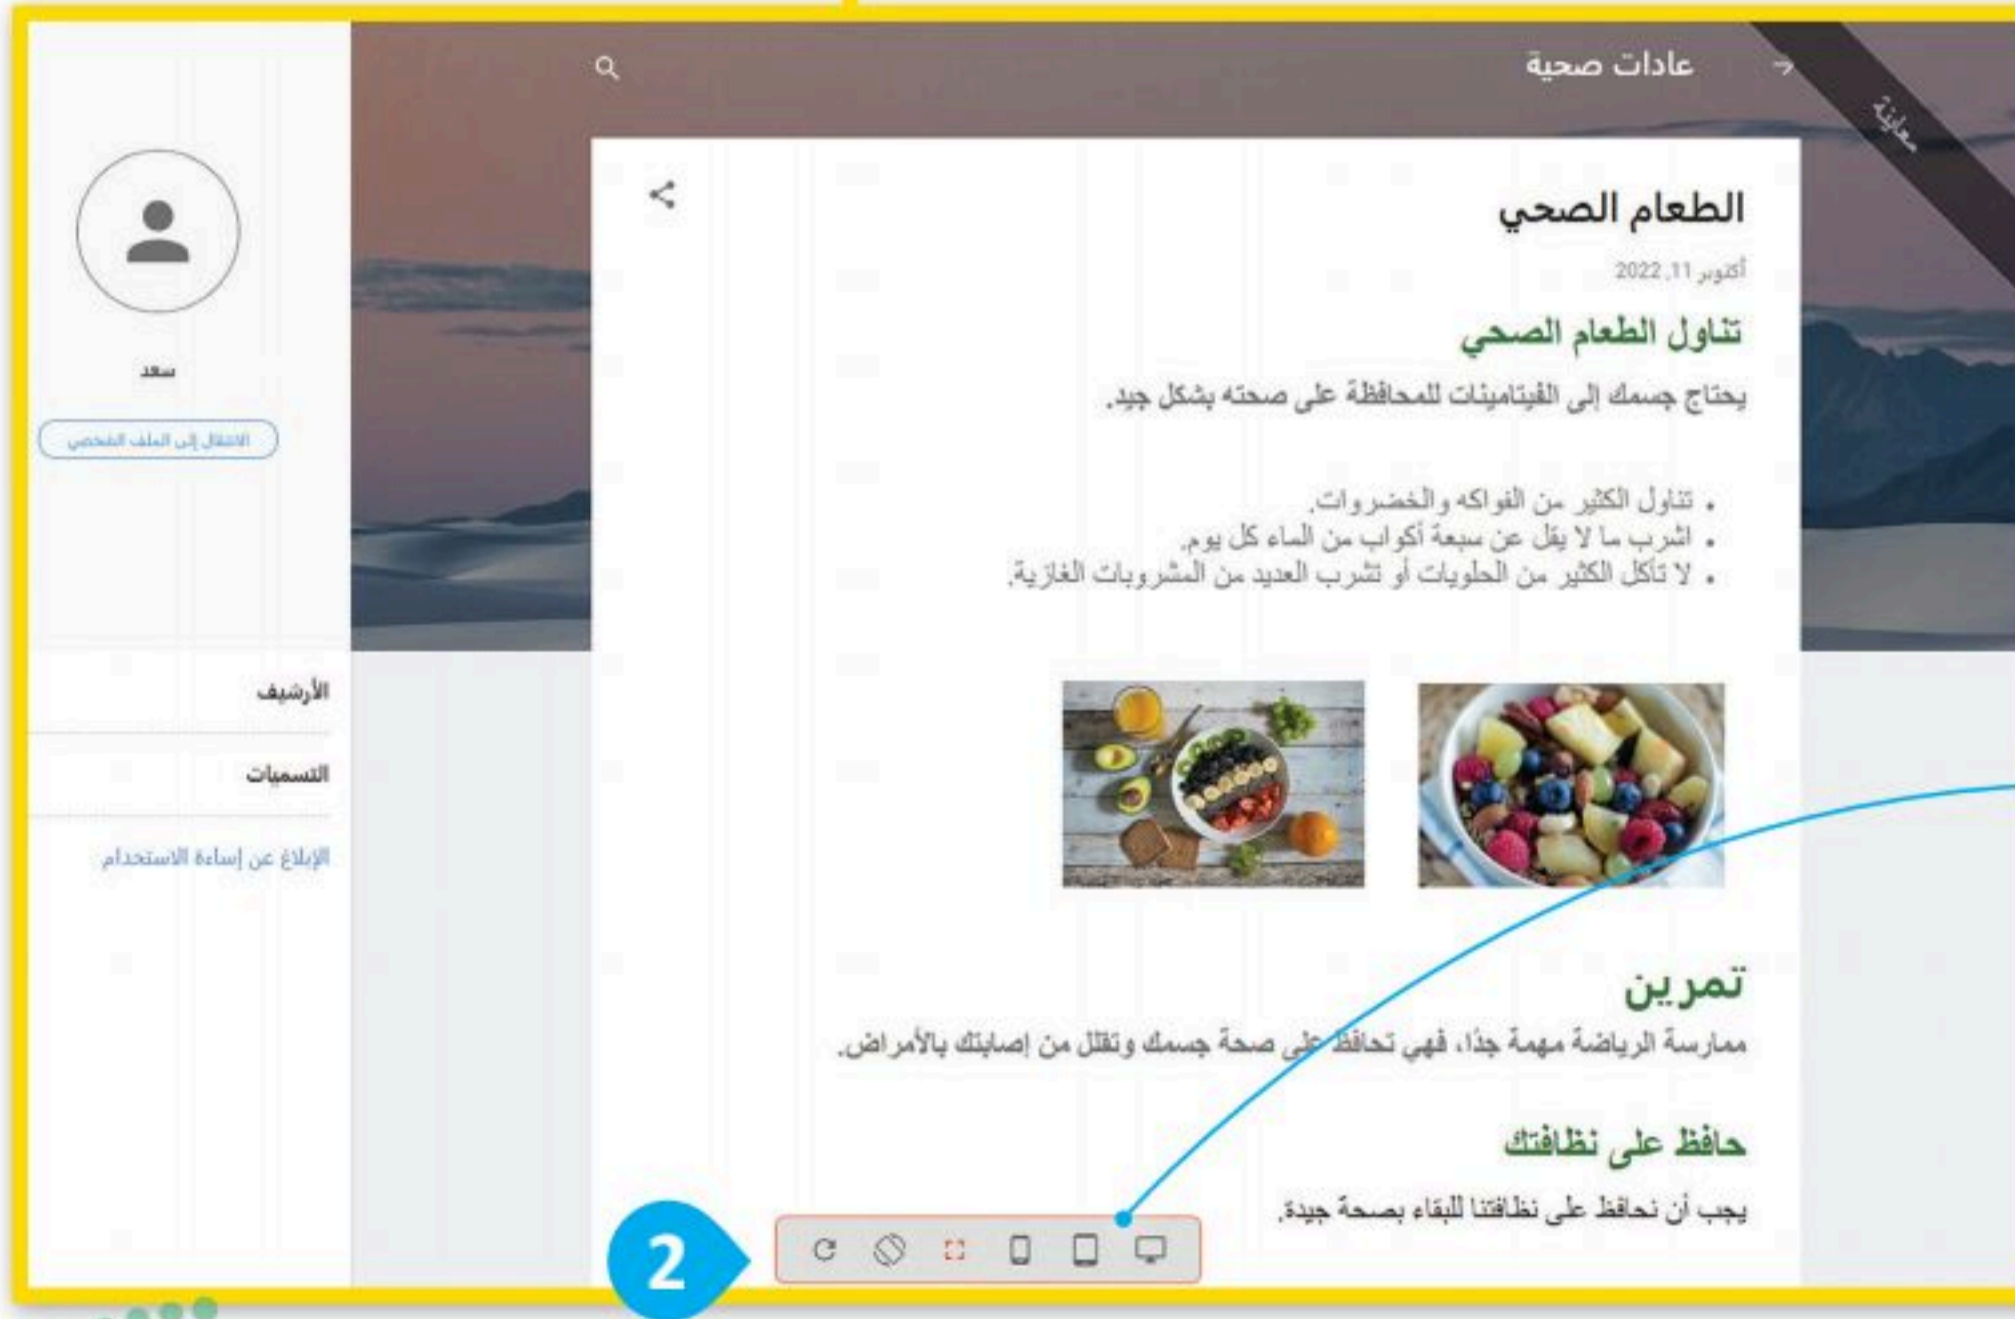 عادات صحية
معاينة
الطعام الصحي
أكتوبر 11, 2022
تناول الطعام الصحي
يحتاج جسمك إلى الفيتامينات للمحافظة على صحته بشكل جيد.
• تناول الكثير من الفواكه والخضروات.
• اشرب ما لا يقل عن سبعة أكواب من الماء كل يوم.
• لا تأكل الكثير من الحلويات أو تشرب العديد من المشروبات الغازية.
تمرين
ممارسة الرياضة مهمة جدًا، فهي تحافظ على صحة جسمك وتقلل من إصابتك بالأمراض.
حافظ على نظافتك
يجب أن نحافظ على نظافتنا للبقاء بصحة جيدة.
2
سعد
الانتقال إلى الملف الشخصي
الأرشيف
التسميات
الإبلاغ عن إساءة الاستخدام